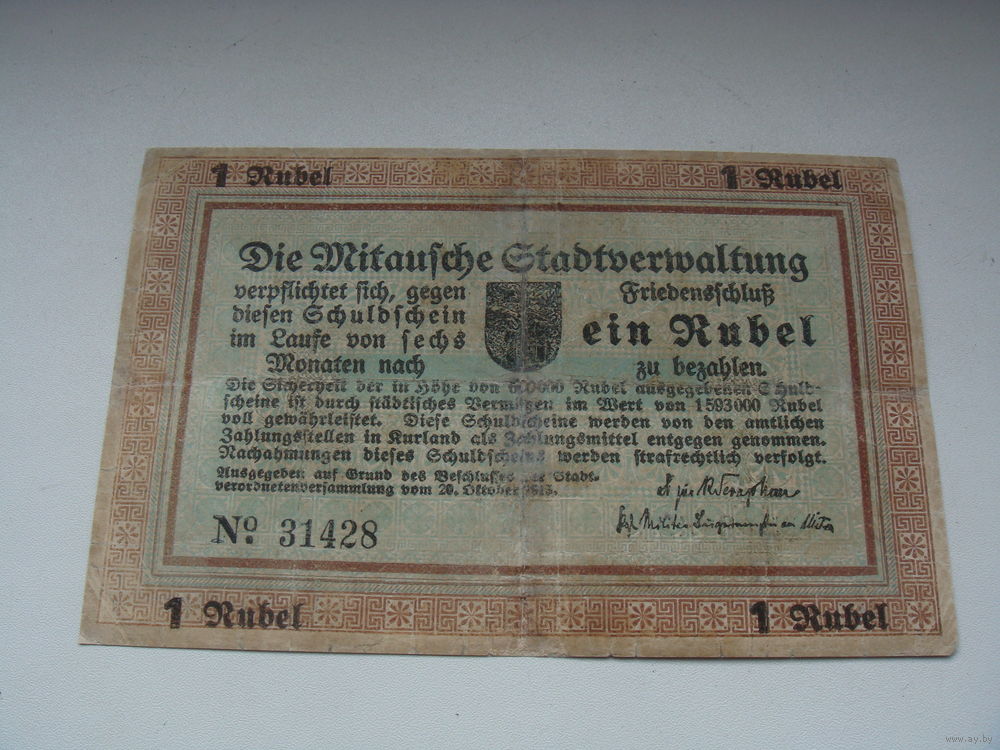 1 Rubel 1 Rubel
Die Mitausche Stadtverwaltung
verpflichtet sich, gegen
diesen Schuldschein
im Laufe von sechs
Monaten nach
Friedensschluß
ein Rubel
zu bezahlen.
Die Sicherheit der in Höhe von Rubel ausgegebenen Schuld-
scheine ist durch städtisches Vermögen im Wert von 1593000 Rubel
voll gewährleistet. Diese Schuldscheine werden von den amtlichen
Zahlungsstellen in Kurland als Zahlungsmittel entgegen genommen.
Nachahmungen dieses Schuldscheins werden strafrechtlich verfolgt.
Ausgegeben auf Grund des Beschlusses der Stadt-
verordnetenversammlung vom 20. Oktober 1915.
No. 31428
1 Rubel 1 Rubel
www.ay.by